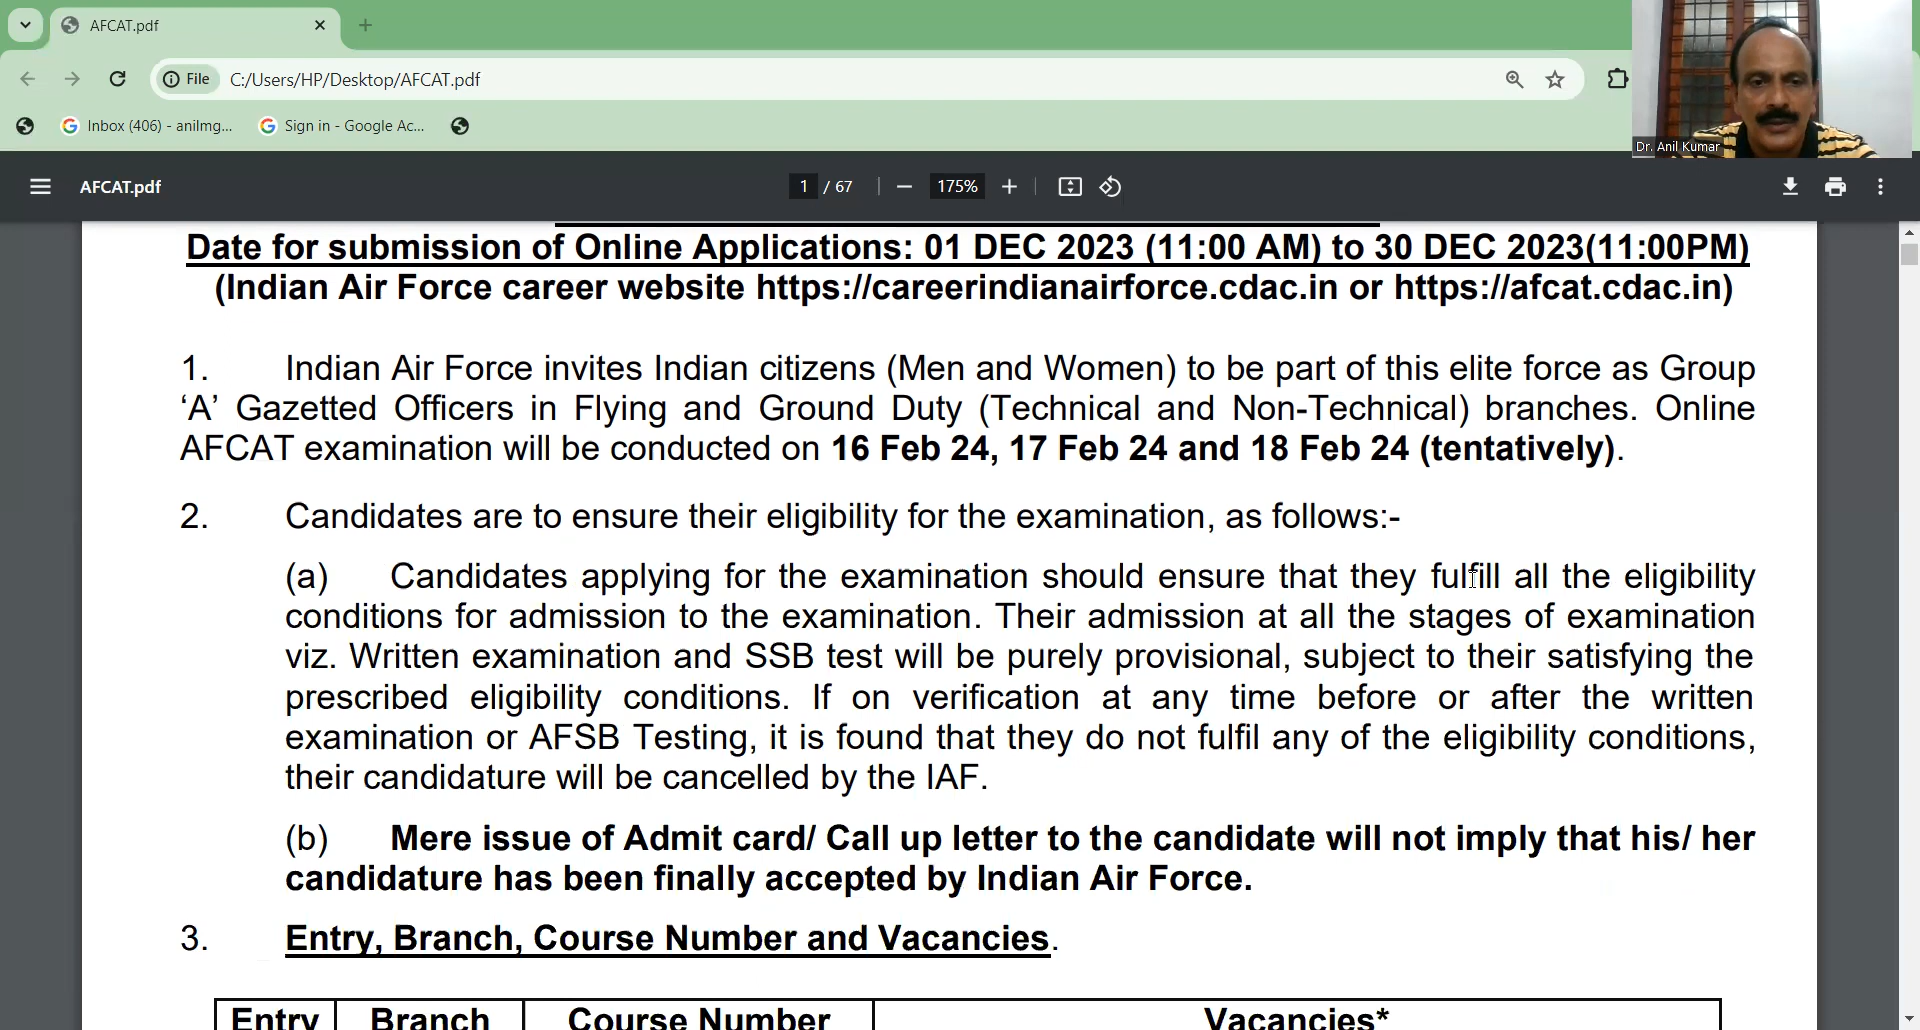 AFCAT.pdf
File C:/Users/HP/Desktop/AFCAT.pdf
Inbox (406) - anilmg... Sign in - Google Ac...
Dr. Anil Kumar
AFCAT.pdf 1 / 67 175%
Date for submission of Online Applications: 01 DEC 2023 (11:00 AM) to 30 DEC 2023(11:00PM)
(Indian Air Force career website https://careerindianairforce.cdac.in or https://afcat.cdac.in)
1. Indian Air Force invites Indian citizens (Men and Women) to be part of this elite force as Group
‘A’ Gazetted Officers in Flying and Ground Duty (Technical and Non-Technical) branches. Online
AFCAT examination will be conducted on 16 Feb 24, 17 Feb 24 and 18 Feb 24 (tentatively).
2. Candidates are to ensure their eligibility for the examination, as follows:-
(a) Candidates applying for the examination should ensure that they fulfill all the eligibility
conditions for admission to the examination. Their admission at all the stages of examination
viz. Written examination and SSB test will be purely provisional, subject to their satisfying the
prescribed eligibility conditions. If on verification at any time before or after the written
examination or AFSB Testing, it is found that they do not fulfil any of the eligibility conditions,
their candidature will be cancelled by the IAF.
(b) Mere issue of Admit card/ Call up letter to the candidate will not imply that his/ her
candidature has been finally accepted by Indian Air Force.
3. Entry, Branch, Course Number and Vacancies.
Entry Branch Course Number Vacancies*